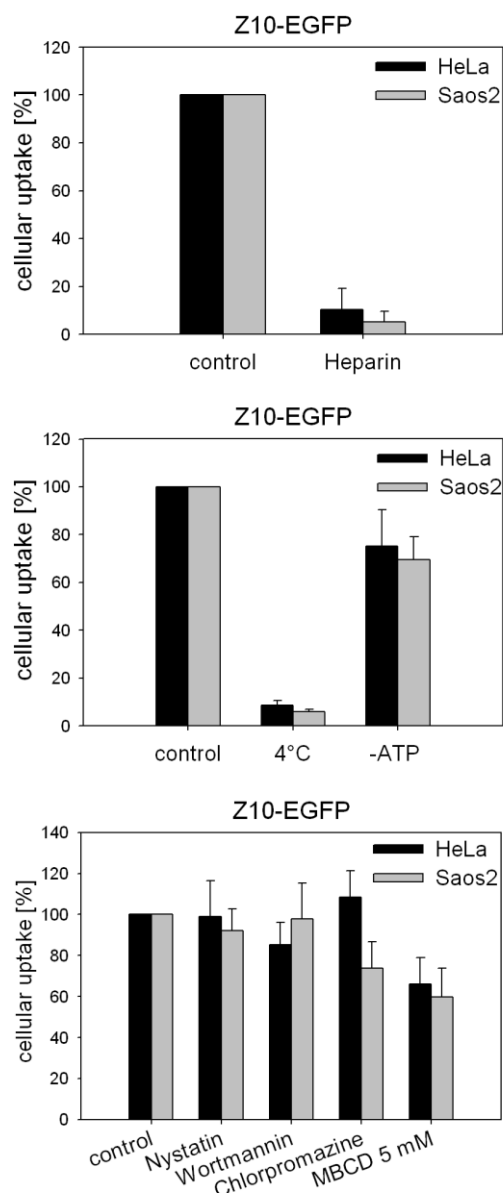 Z10-EGFP
120
100
80
60
40
20
0
cellular uptake [%]
HeLa
Saos2
control Heparin
Z10-EGFP
120
100
80
60
40
20
0
cellular uptake [%]
HeLa
Saos2
control 4°C -ATP
Z10-EGFP
140
120
100
80
60
40
20
0
cellular uptake [%]
HeLa
Saos2
control Nystatin Wortmannin Chlorpromazine MBCD 5 mM